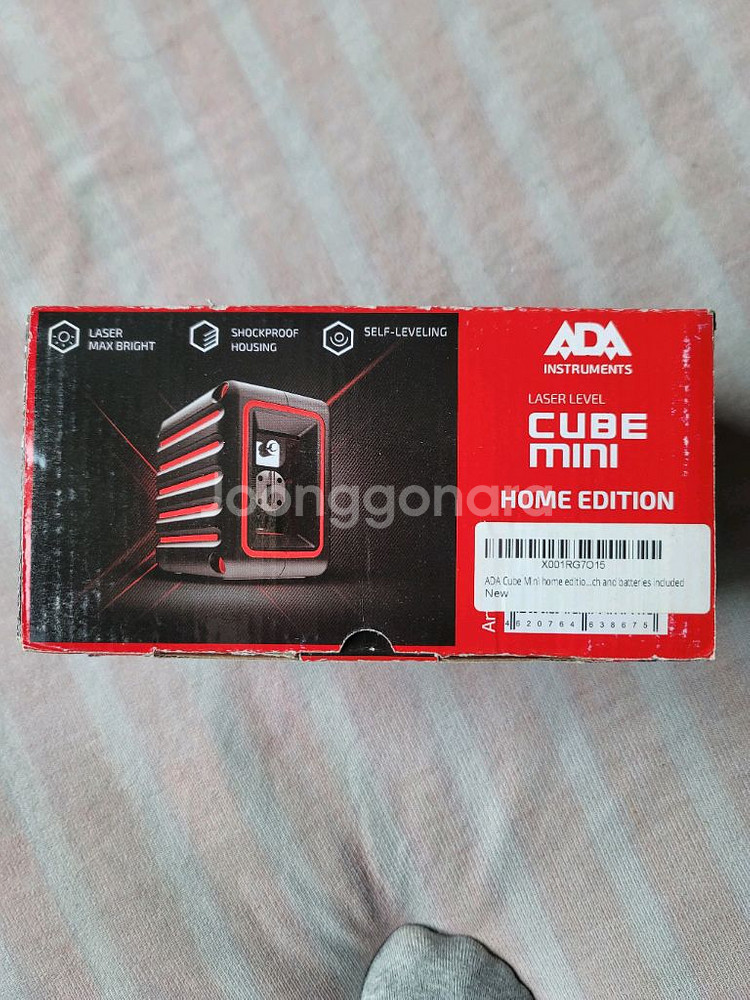 LASER
MAX BRIGHT
SHOCKPROOF
HOUSING
SELF-LEVELING
ADA
INSTRUMENTS
LASER LEVEL
CUBE
mini
HOME EDITION
joonggonara
X001RG7O15
ADA Cube Mini home editio...ch and batteries included
New
4 620764 638675